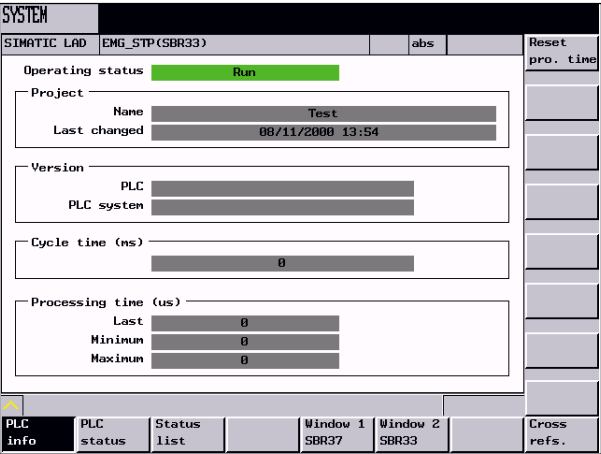 SYSTEM
SIMATIC LAD EMG_STP(SBR33) abs
Reset
pro. time
Operating status Run
Project
Name Test
Last changed 08/11/2000 13:54
Version
PLC
PLC system
Cycle time (ms)
0
Processing time (us)
Last 0
Minimum 0
Maximum 0
PLC
info
PLC
status
Status
list
Window 1
SBR37
Window 2
SBR33
Cross
refs.